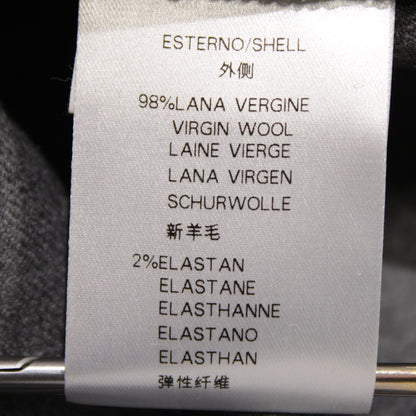 ESTERNO/SHELL
外侧
98%LANA VERGINE
VIRGIN WOOL
LAINE VIERGE
LANA VIRGEN
SCHURWOLLE
新羊毛
2%ELASTAN
ELASTANE
ELASTHANNE
ELASTANO
ELASTHAN
弹性纤维